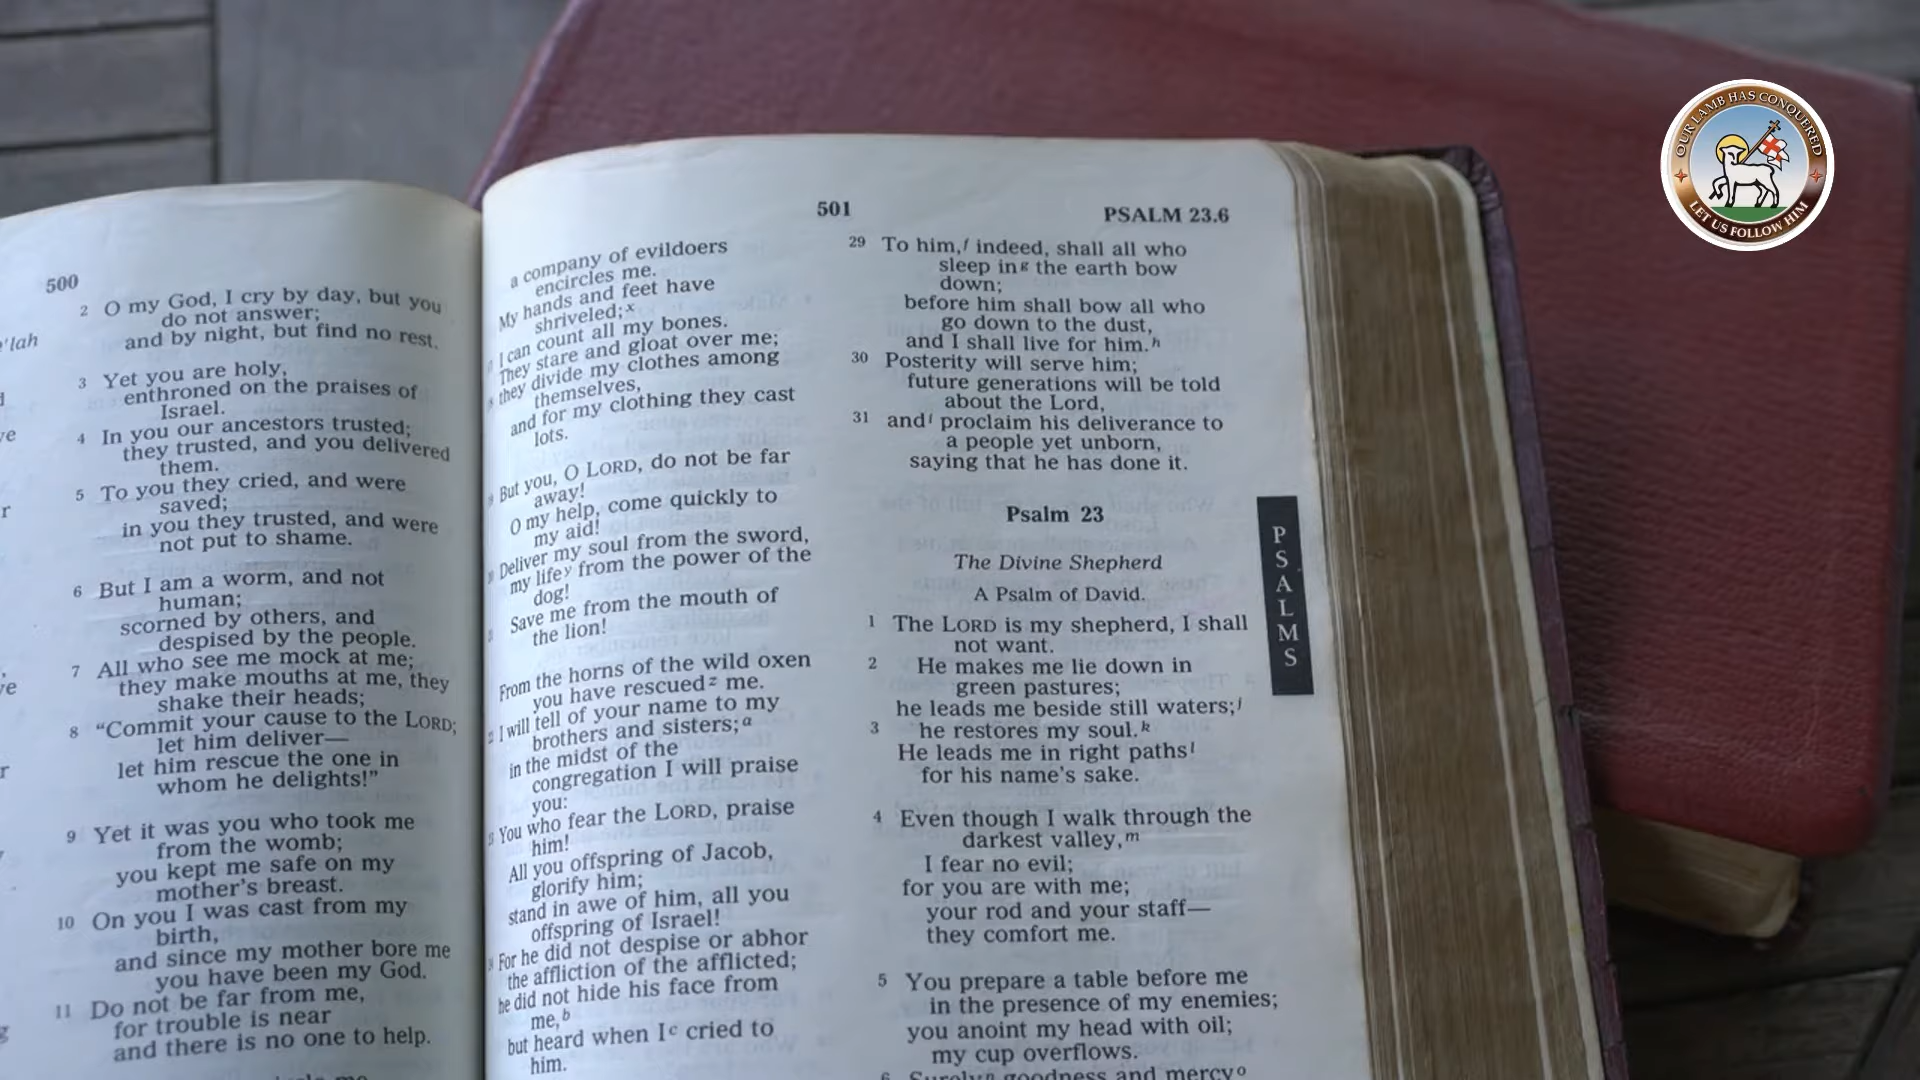 500
2 O my God, I cry by day, but you
do not answer;
and by night, but find no rest.
3 Yet you are holy,
enthroned on the praises of
Israel.
4 In you our ancestors trusted;
they trusted, and you delivered
them.
5 To you they cried, and were
saved;
in you they trusted, and were
not put to shame.
6 But I am a worm, and not
human;
scorned by others, and
despised by the people.
7 All who see me mock at me;
they make mouths at me, they
shake their heads;
8 “Commit your cause to the LORD;
let him deliver—
let him rescue the one in
whom he delights!”
9 Yet it was you who took me
from the womb;
you kept me safe on my
mother's breast.
10 On you I was cast from my
birth,
and since my mother bore me
you have been my God.
11 Do not be far from me,
for trouble is near
and there is no one to help.
501
PSALM 23.6
a company of evildoers
encircles me.
My hands and feet have
shriveled;x
I can count all my bones.
They stare and gloat over me;
they divide my clothes among
themselves,
and for my clothing they cast
lots.
But you, O LORD, do not be far
away!
O my help, come quickly to
my aid!
Deliver my soul from the sword,
my lifey from the power of the
dog!
Save me from the mouth of
the lion!
From the horns of the wild oxen
you have rescuedz me.
I will tell of your name to my
brothers and sisters;a
in the midst of the
congregation I will praise
you:
You who fear the LORD, praise
him!
All you offspring of Jacob,
glorify him;
stand in awe of him, all you
offspring of Israel!
For he did not despise or abhor
the affliction of the afflicted;
he did not hide his face from
me,b
but heard when Ic cried to
him.
29 To him,f indeed, shall all who
sleep ing the earth bow
down;
before him shall bow all who
go down to the dust,
and I shall live for him.h
30 Posterity will serve him;
future generations will be told
about the Lord,
31 andi proclaim his deliverance to
a people yet unborn,
saying that he has done it.
Psalm 23
The Divine Shepherd
A Psalm of David.
1 The LORD is my shepherd, I shall
not want.
2 He makes me lie down in
green pastures;
he leads me beside still waters;j
3 he restores my soul.k
He leads me in right pathsl
for his name's sake.
4 Even though I walk through the
darkest valley,m
I fear no evil;
for you are with me;
your rod and your staff—
they comfort me.
5 You prepare a table before me
in the presence of my enemies;
you anoint my head with oil;
my cup overflows.
6 Surelyn goodness and mercyo
PSALMS
OUR LAMB HAS CONQUERED
LET US FOLLOW HIM